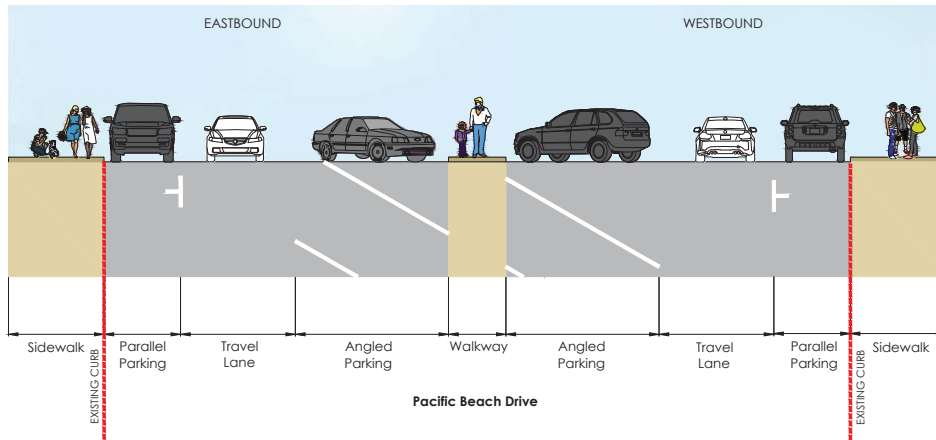 EASTBOUND
WESTBOUND
Sidewalk
EXISTING CURB
Parallel
Parking
Travel
Lane
Angled
Parking
Walkway
Angled
Parking
Travel
Lane
Parallel
Parking
EXISTING CURB
Sidewalk
Pacific Beach Drive